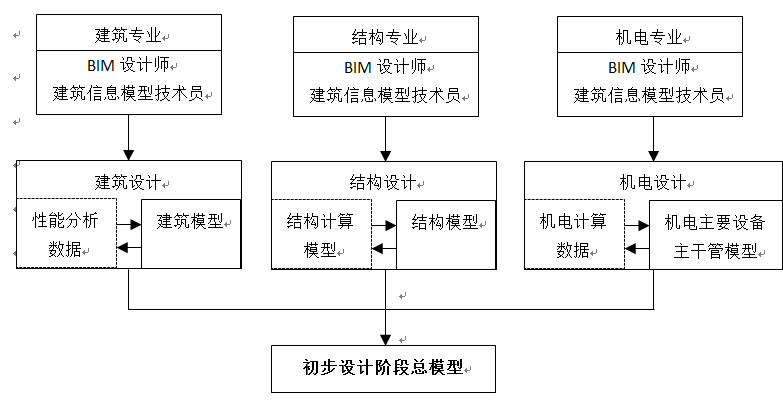 建筑专业
BIM 设计师
建筑信息模型技术员
结构专业
BIM 设计师
建筑信息模型技术员
机电专业
BIM 设计师
建筑信息模型技术员
建筑设计
性能分析
数据
建筑模型
结构设计
结构计算
模型
结构模型
机电设计
机电计算
数据
机电主要设备
主干管模型
初步设计阶段总模型